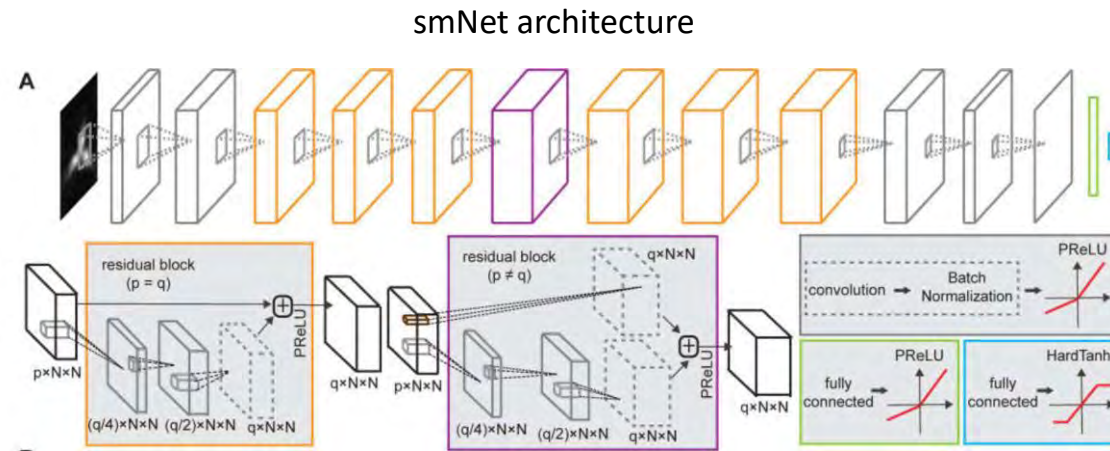 smNet architecture
A
residual block
(p = q)
p×N×N
(q/4)×N×N
(q/2)×N×N
q×N×N
PReLU
q×N×N
p×N×N
residual block
(p ≠ q)
q×N×N
(q/4)×N×N
(q/2)×N×N
q×N×N
PReLU
q×N×N
convolution
Batch
Normalization
PReLU
fully
connected
PReLU
fully
connected
HardTanh